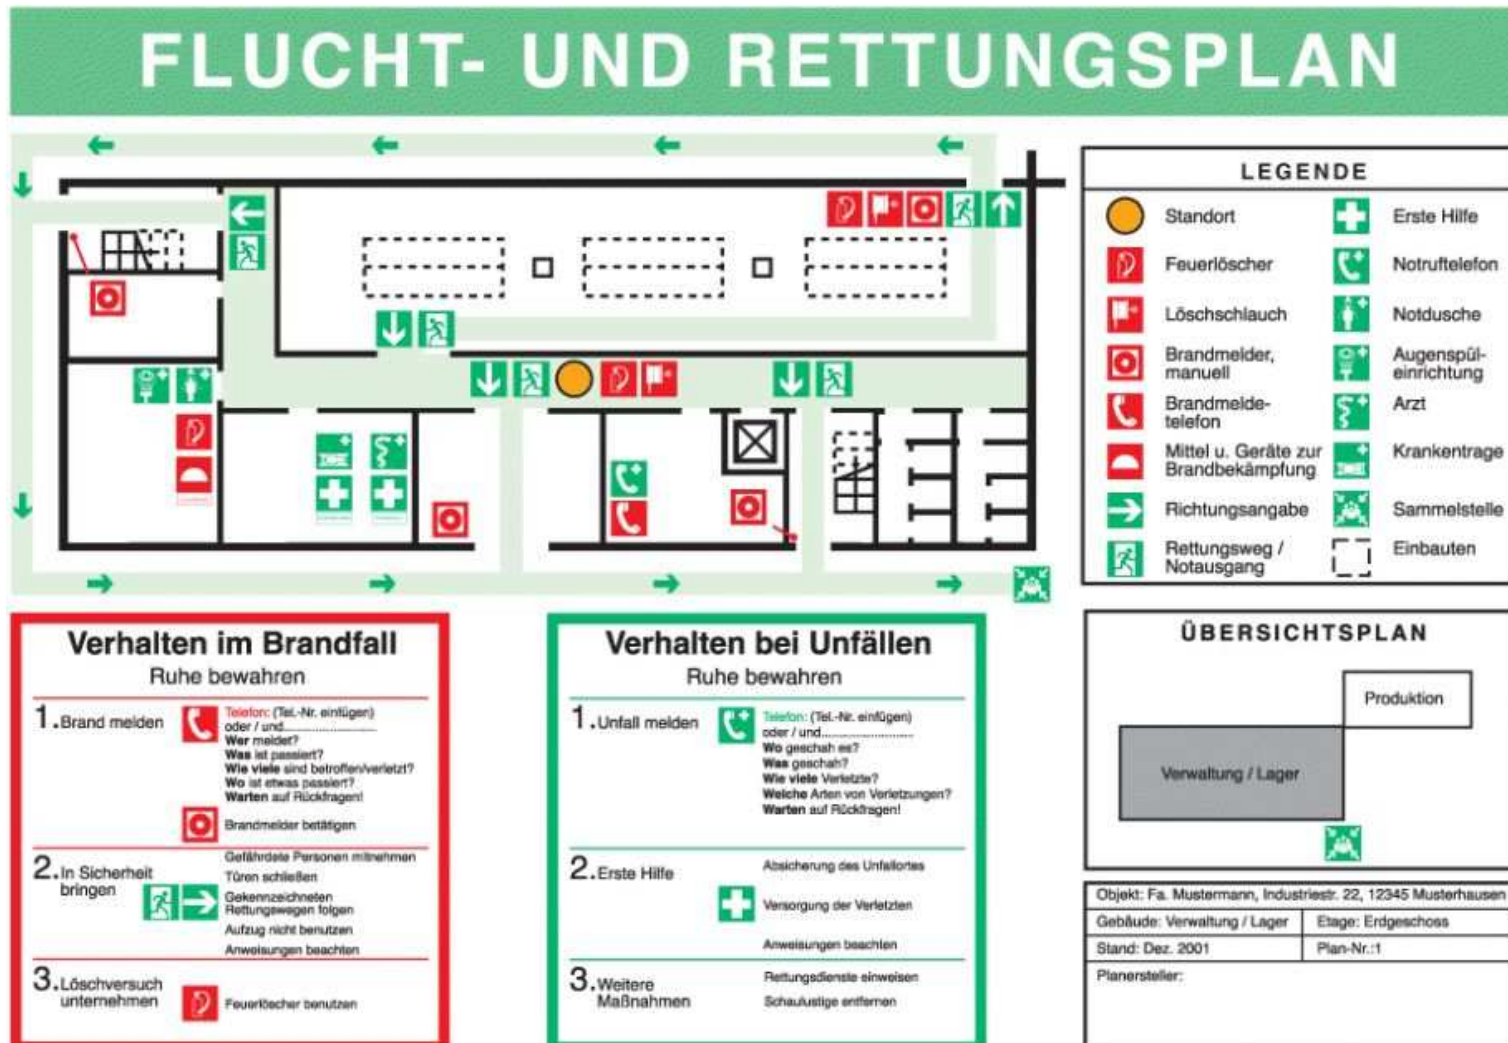 FLUCHT- UND RETTUNGSPLAN
LEGENDE
Standort
Erste Hilfe
Feuerlöscher
Notruftelefon
Löschschlauch
Notdusche
Brandmelder,
manuell
Augenspül-
einrichtung
Brandmelde-
telefon
Arzt
Mittel u. Geräte zur
Brandbekämpfung
Krankentrage
Richtungsangabe
Sammelstelle
Rettungsweg /
Notausgang
Einbauten
Verhalten im Brandfall
Ruhe bewahren
1. Brand melden
Telefon: (Tel.-Nr. einfügen)
oder / und........................
Wer meldet?
Was ist passiert?
Wie viele sind betroffen/verletzt?
Wo ist etwas passiert?
Warten auf Rückfragen!
Brandmelder betätigen
2. In Sicherheit
bringen
Gefährdete Personen mitnehmen
Türen schließen
Gekennzeichneten
Rettungswegen folgen
Aufzug nicht benutzen
Anweisungen beachten
3. Löschversuch
unternehmen
Feuerlöscher benutzen
Verhalten bei Unfällen
Ruhe bewahren
1. Unfall melden
Telefon: (Tel.-Nr. einfügen)
oder / und........................
Wo geschah es?
Was geschah?
Wie viele Verletzte?
Welche Arten von Verletzungen?
Warten auf Rückfragen!
2. Erste Hilfe
Absicherung des Unfallortes
Versorgung der Verletzten
Anweisungen beachten
3. Weitere
Maßnahmen
Rettungsdienste einweisen
Schaulustige entfernen
ÜBERSICHTSPLAN
Produktion
Verwaltung / Lager
Objekt: Fa. Mustermann, Industriestr. 22, 12345 Musterhausen
Gebäude: Verwaltung / Lager
Etage: Erdgeschoss
Stand: Dez. 2001
Plan-Nr.:1
Planersteller: